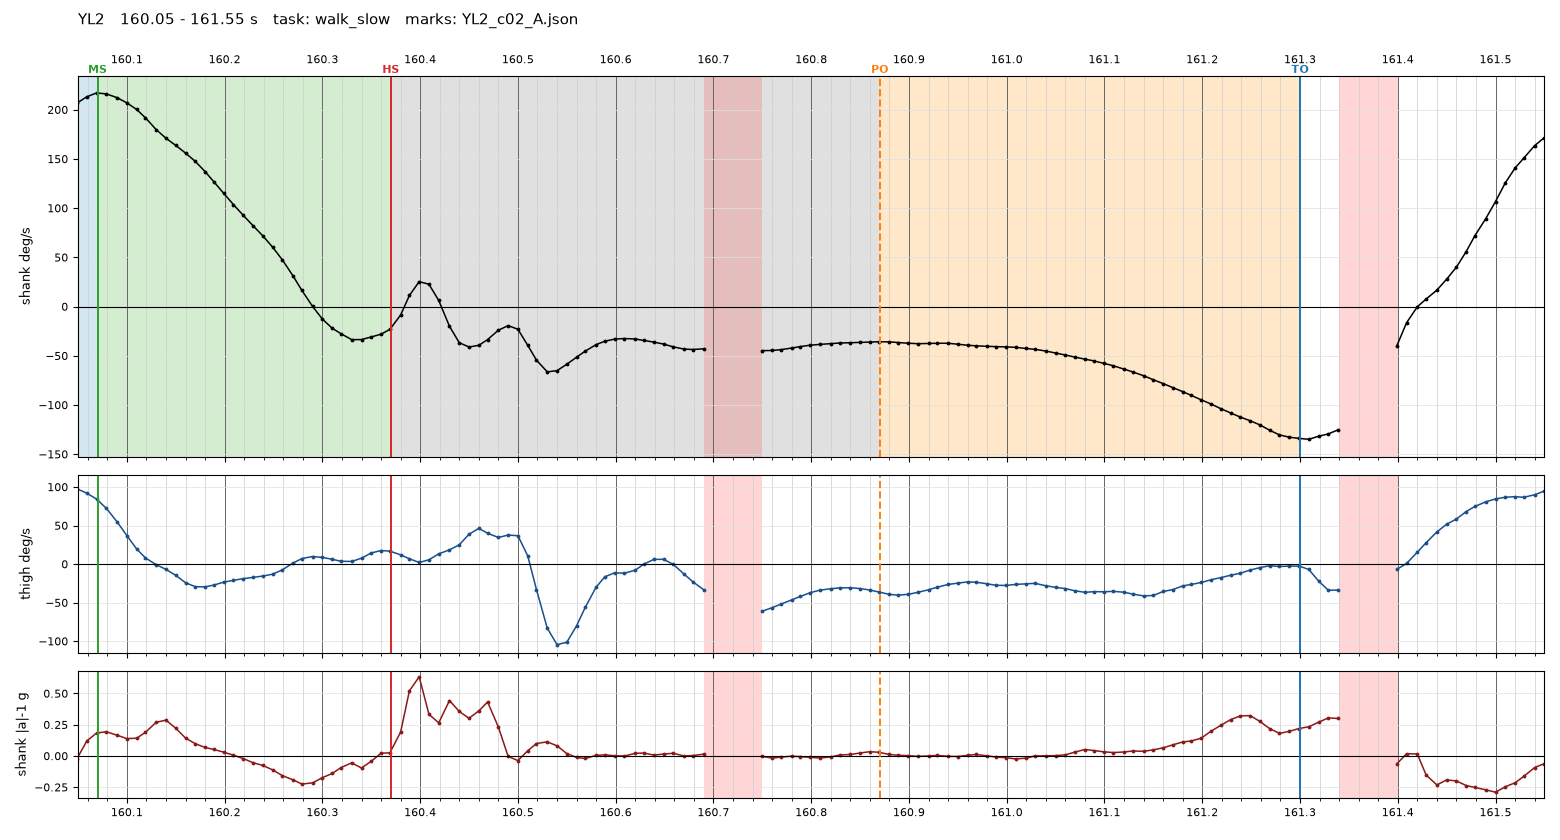 YL2   160.05 - 161.55 s   task: walk_slow   marks: YL2_c02_A.json
160.1 160.2 160.3 160.4 160.5 160.6 160.7 160.8 160.9 161.0 161.1 161.2 161.3 161.4 161.5
MS HS PO TO
shank deg/s
200
150
100
50
0
−50
−100
−150
thigh deg/s
100
50
0
−50
−100
shank |a|-1 g
0.50
0.25
0.00
−0.25
160.1 160.2 160.3 160.4 160.5 160.6 160.7 160.8 160.9 161.0 161.1 161.2 161.3 161.4 161.5